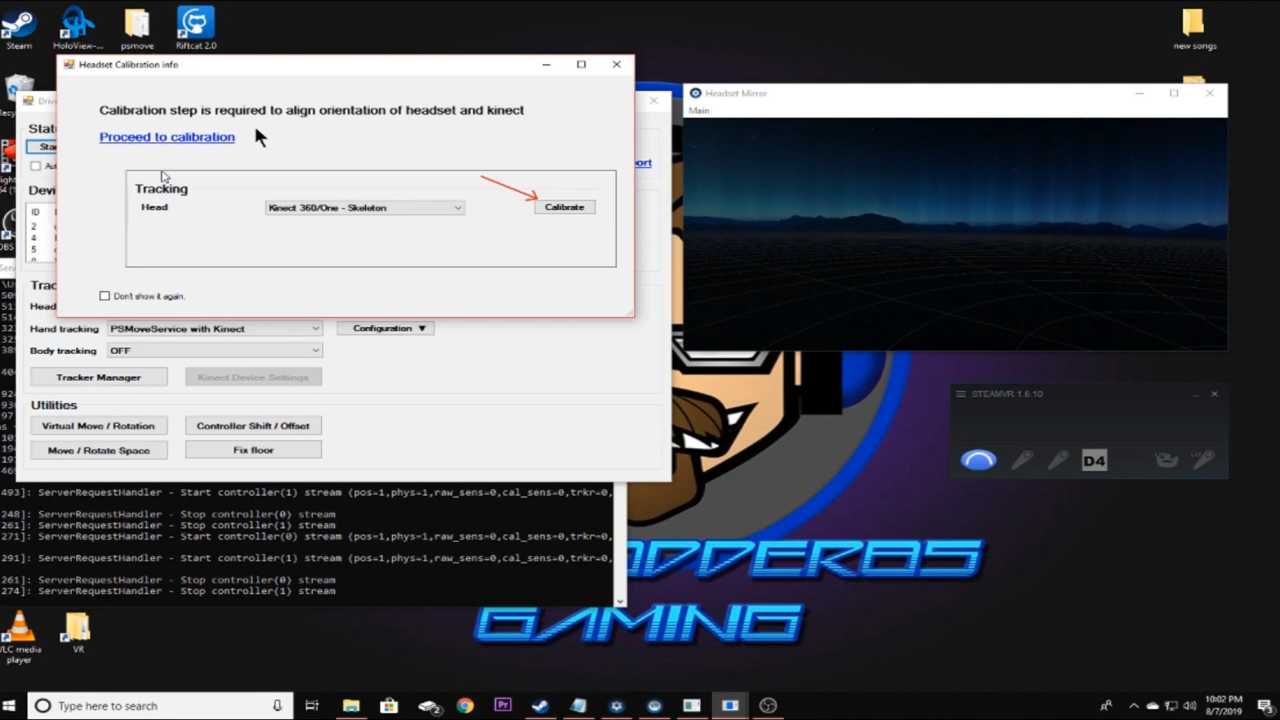 Steam
HoloView-...
psmove
Riftcat 2.0
new songs
Headset Calibration info
Calibration step is required to align orientation of headset and kinect
Proceed to calibration
Tracking
Head
Kinect 360/One - Skeleton
Calibrate
Don't show it again.
Headset Mirror
Main
ID
2
4
5
Hand tracking
PSMoveService with Kinect
Configuration ▼
Body tracking
OFF
Tracker Manager
Kinect Device Settings
Utilities
Virtual Move / Rotation
Controller Shift / Offset
Move / Rotate Space
Fix floor
STEAMVR 1.6.10
D4
493]: ServerRequestHandler - Start controller(1) stream (pos=1,phys=1,raw_sens=0,cal_sens=0,trkr=0,
248]: ServerRequestHandler - Stop controller(0) stream
261]: ServerRequestHandler - Stop controller(1) stream
271]: ServerRequestHandler - Start controller(0) stream (pos=1,phys=1,raw_sens=0,cal_sens=0,trkr=0,
291]: ServerRequestHandler - Start controller(1) stream (pos=1,phys=1,raw_sens=0,cal_sens=0,trkr=0,
261]: ServerRequestHandler - Stop controller(0) stream
274]: ServerRequestHandler - Stop controller(1) stream
GAMING
VLC media
player
VR
Type here to search
Pr
10:02 PM
8/7/2019